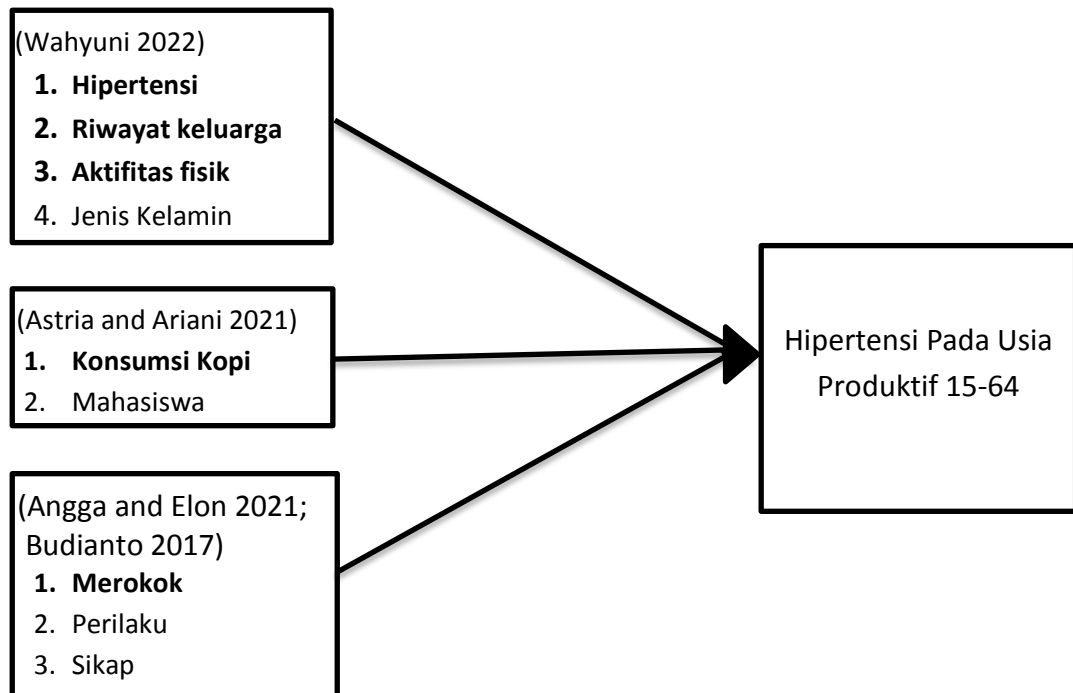 (Wahyuni 2022)
1. Hipertensi
2. Riwayat keluarga
3. Aktifitas fisik
4. Jenis Kelamin
(Astria and Ariani 2021)
1. Konsumsi Kopi
2. Mahasiswa
(Angga and Elon 2021;
Budianto 2017)
1. Merokok
2. Perilaku
3. Sikap
Hipertensi Pada Usia
Produktif 15-64